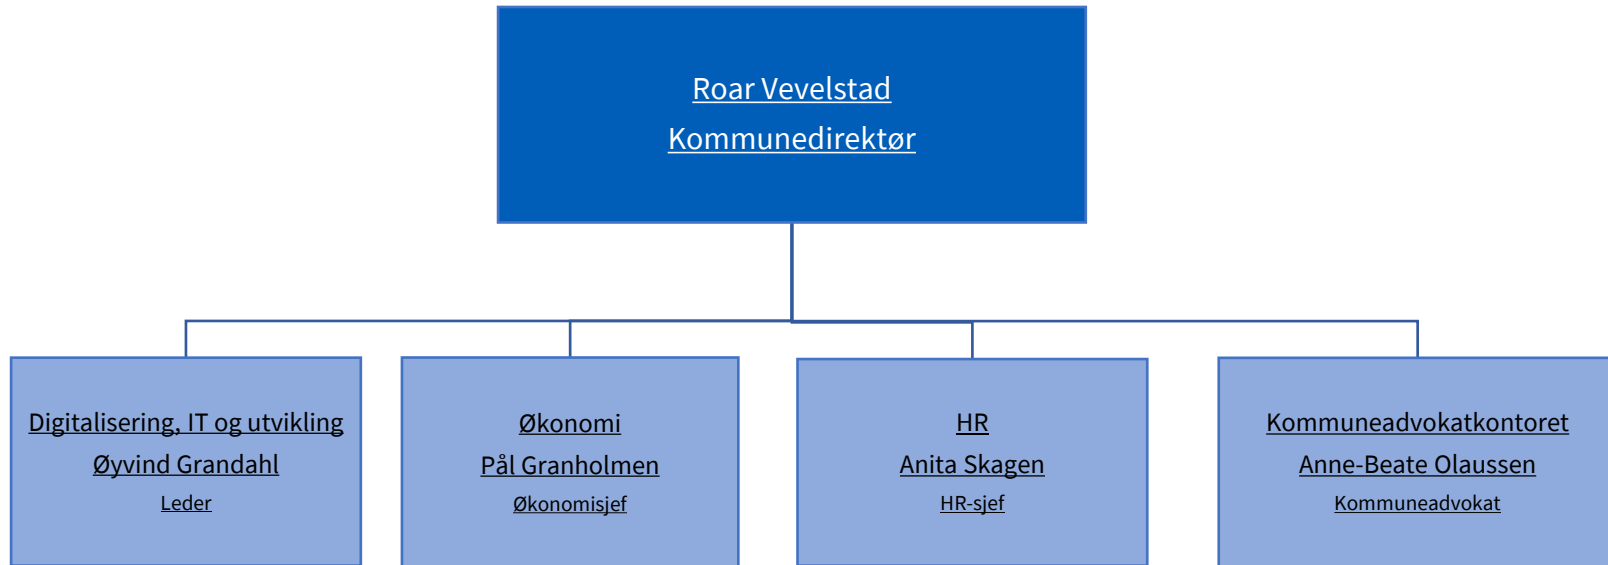 Roar Vevelstad
Kommunedirektør
Digitalisering, IT og utvikling
Øyvind Grandahl
Leder
Økonomi
Pål Granholmen
Økonomisjef
HR
Anita Skagen
HR-sjef
Kommuneadvokatkontoret
Anne-Beate Olaussen
Kommuneadvokat